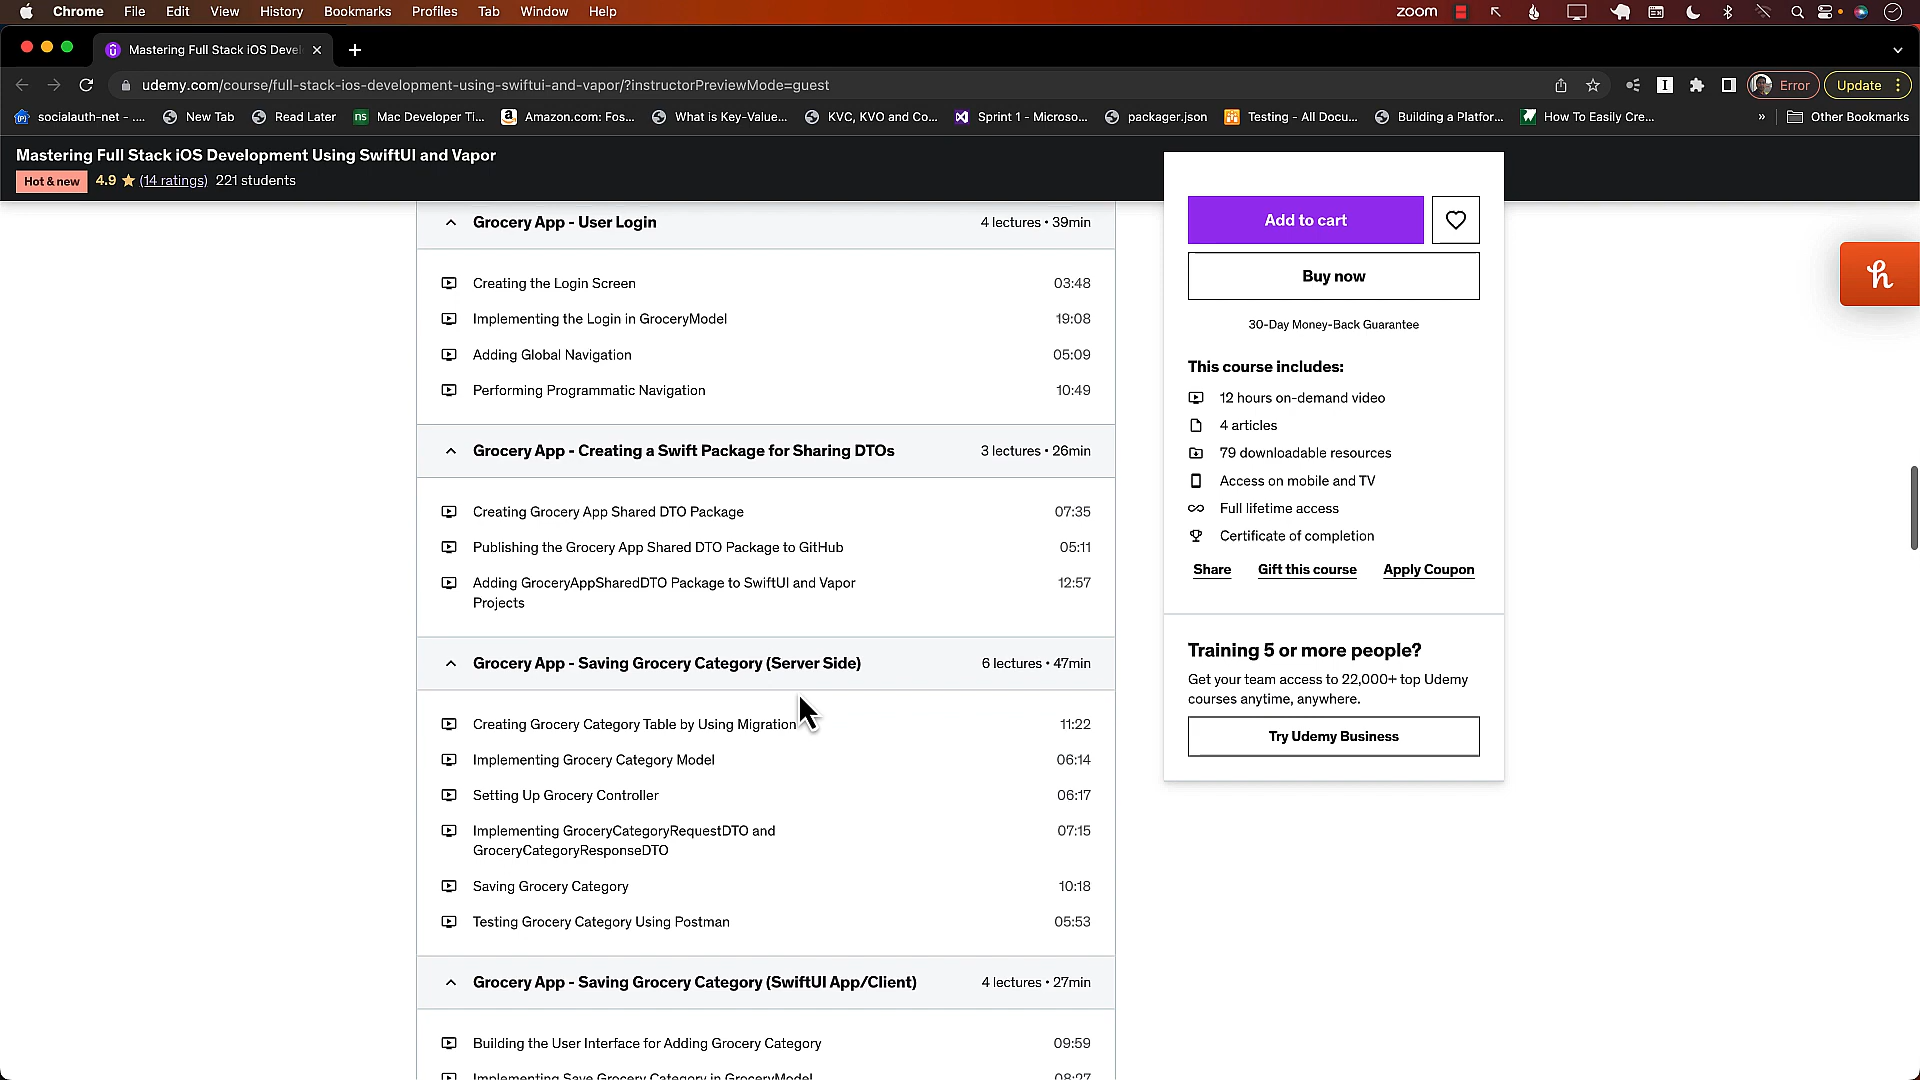 Chrome File Edit View History Bookmarks Profiles Tab Window Help zoom
Mastering Full Stack iOS Devel
udemy.com/course/full-stack-ios-development-using-swiftui-and-vapor/?instructorPreviewMode=guest Error Update
socialauth-net - .... New Tab Read Later ns Mac Developer Ti... Amazon.com: Fos... What is Key-Value... KVC, KVO and Co... Sprint 1 - Microso... packager.json Testing - All Docu... Building a Platfor... How To Easily Cre... » Other Bookmarks
Mastering Full Stack iOS Development Using SwiftUI and Vapor
Hot & new 4.9 (14 ratings) 221 students
Grocery App - User Login 4 lectures • 39min
Creating the Login Screen 03:48
Implementing the Login in GroceryModel 19:08
Adding Global Navigation 05:09
Performing Programmatic Navigation 10:49
Grocery App - Creating a Swift Package for Sharing DTOs 3 lectures • 26min
Creating Grocery App Shared DTO Package 07:35
Publishing the Grocery App Shared DTO Package to GitHub 05:11
Adding GroceryAppSharedDTO Package to SwiftUI and Vapor 12:57
Projects
Grocery App - Saving Grocery Category (Server Side) 6 lectures • 47min
Creating Grocery Category Table by Using Migration 11:22
Implementing Grocery Category Model 06:14
Setting Up Grocery Controller 06:17
Implementing GroceryCategoryRequestDTO and 07:15
GroceryCategoryResponseDTO
Saving Grocery Category 10:18
Testing Grocery Category Using Postman 05:53
Grocery App - Saving Grocery Category (SwiftUI App/Client) 4 lectures • 27min
Building the User Interface for Adding Grocery Category 09:59
Implementing Save Grocery Category in GroceryModel 08:27
Add to cart
Buy now
30-Day Money-Back Guarantee
This course includes:
12 hours on-demand video
4 articles
79 downloadable resources
Access on mobile and TV
Full lifetime access
Certificate of completion
Share Gift this course Apply Coupon
Training 5 or more people?
Get your team access to 22,000+ top Udemy
courses anytime, anywhere.
Try Udemy Business